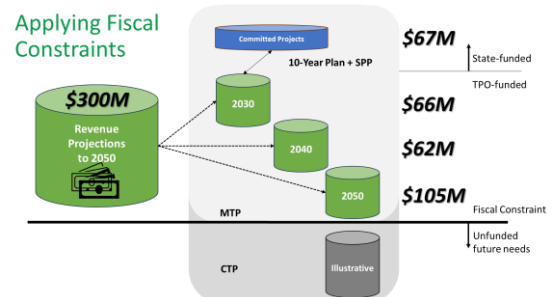 Applying Fiscal
Constraints
Committed Projects
$67M
10-Year Plan + SPP
State-funded
TPO-funded
$300M
2030
$66M
Revenue
Projections
to 2050
2040
$62M
2050
$105M
MTP
Fiscal Constraint
Unfunded
future needs
CTP
Illustrative